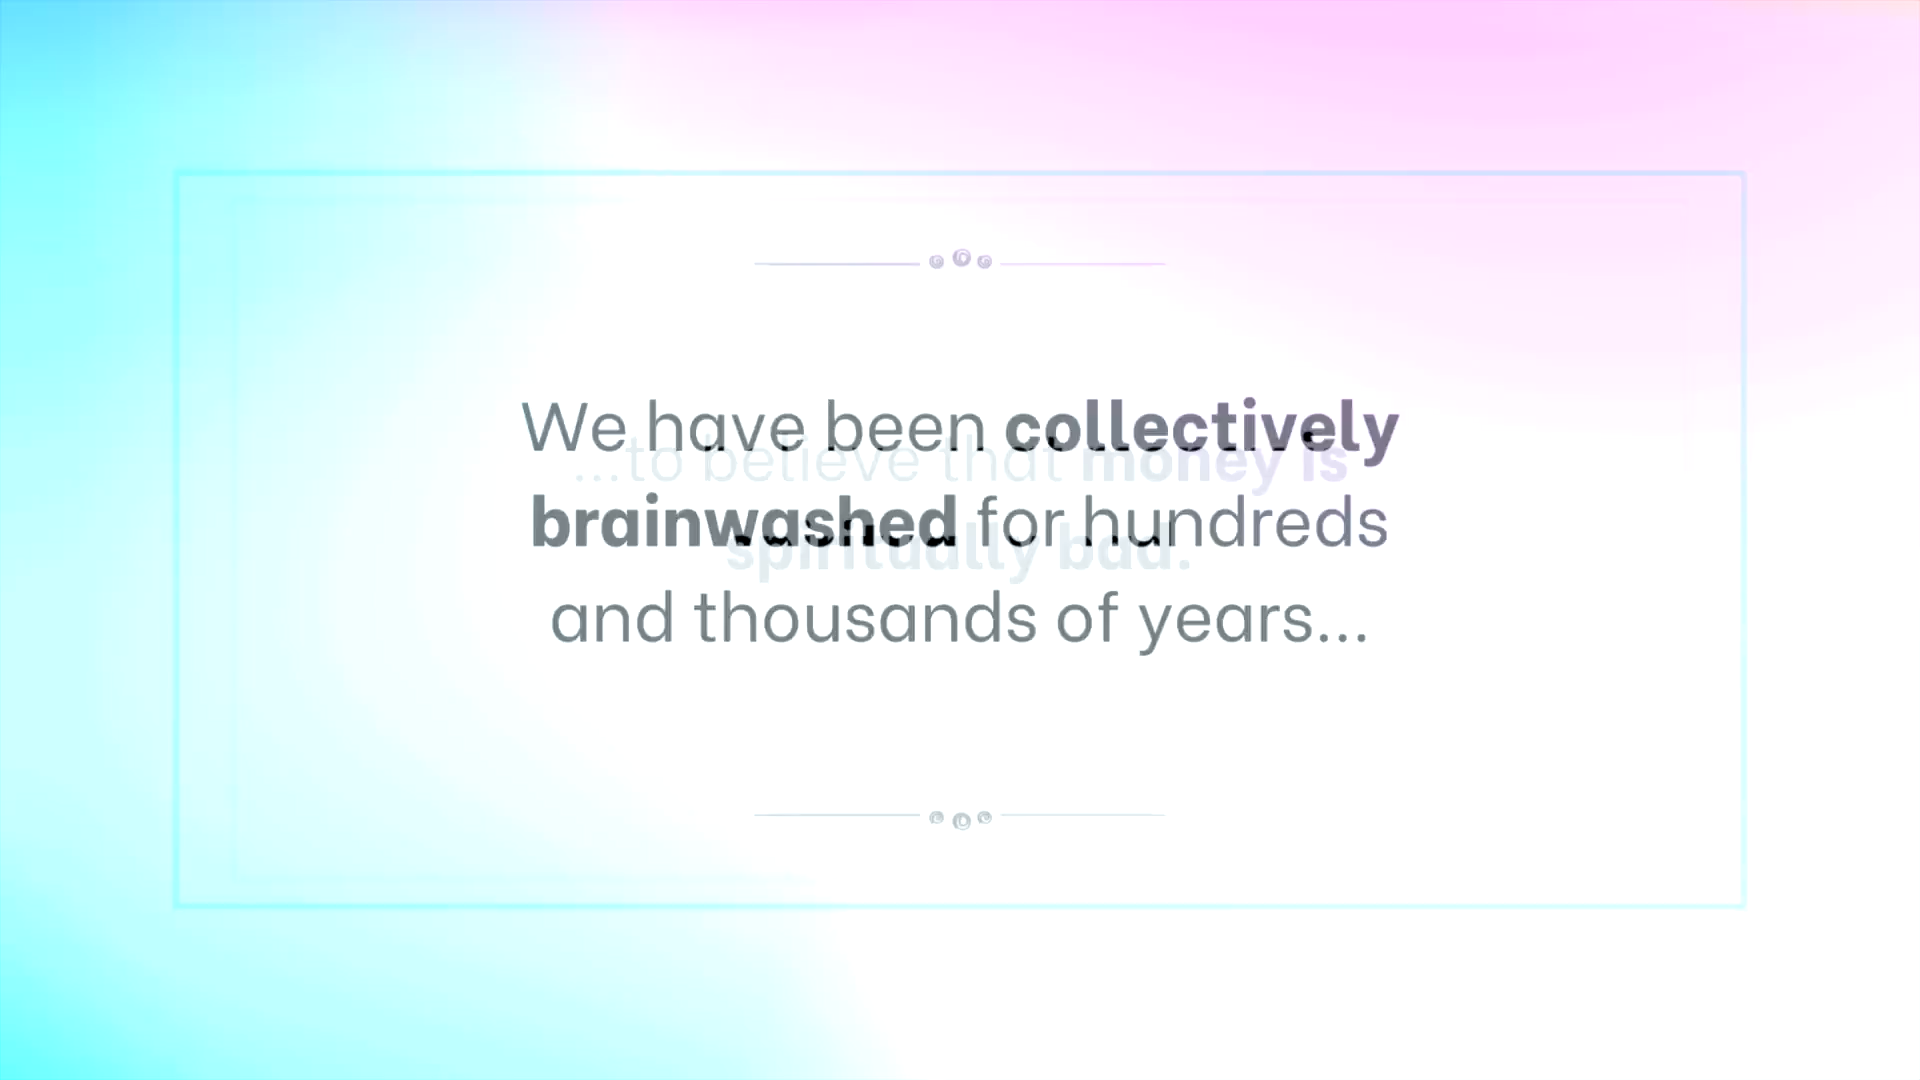 We have been collectively
brainwashed for hundreds
and thousands of years...
...to believe that money is
spiritually bad.